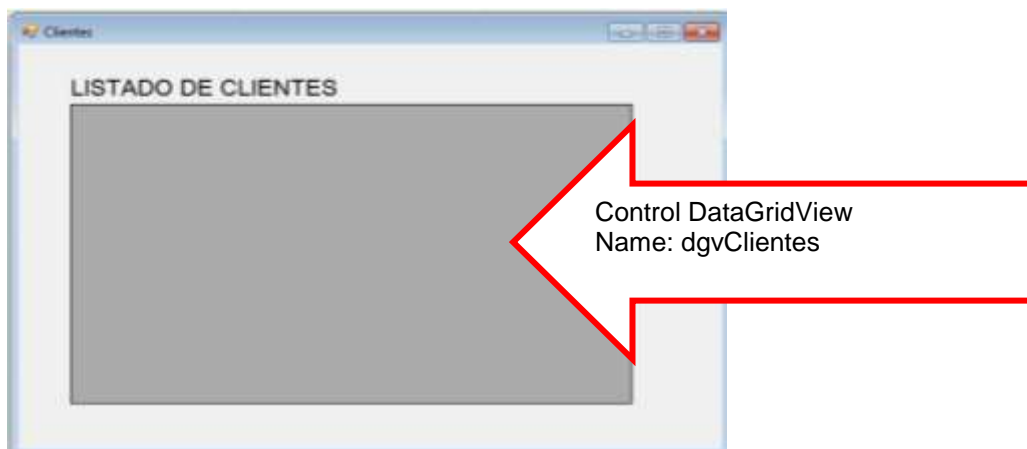 Clientes
LISTADO DE CLIENTES
Control DataGridView
Name: dgvClientes